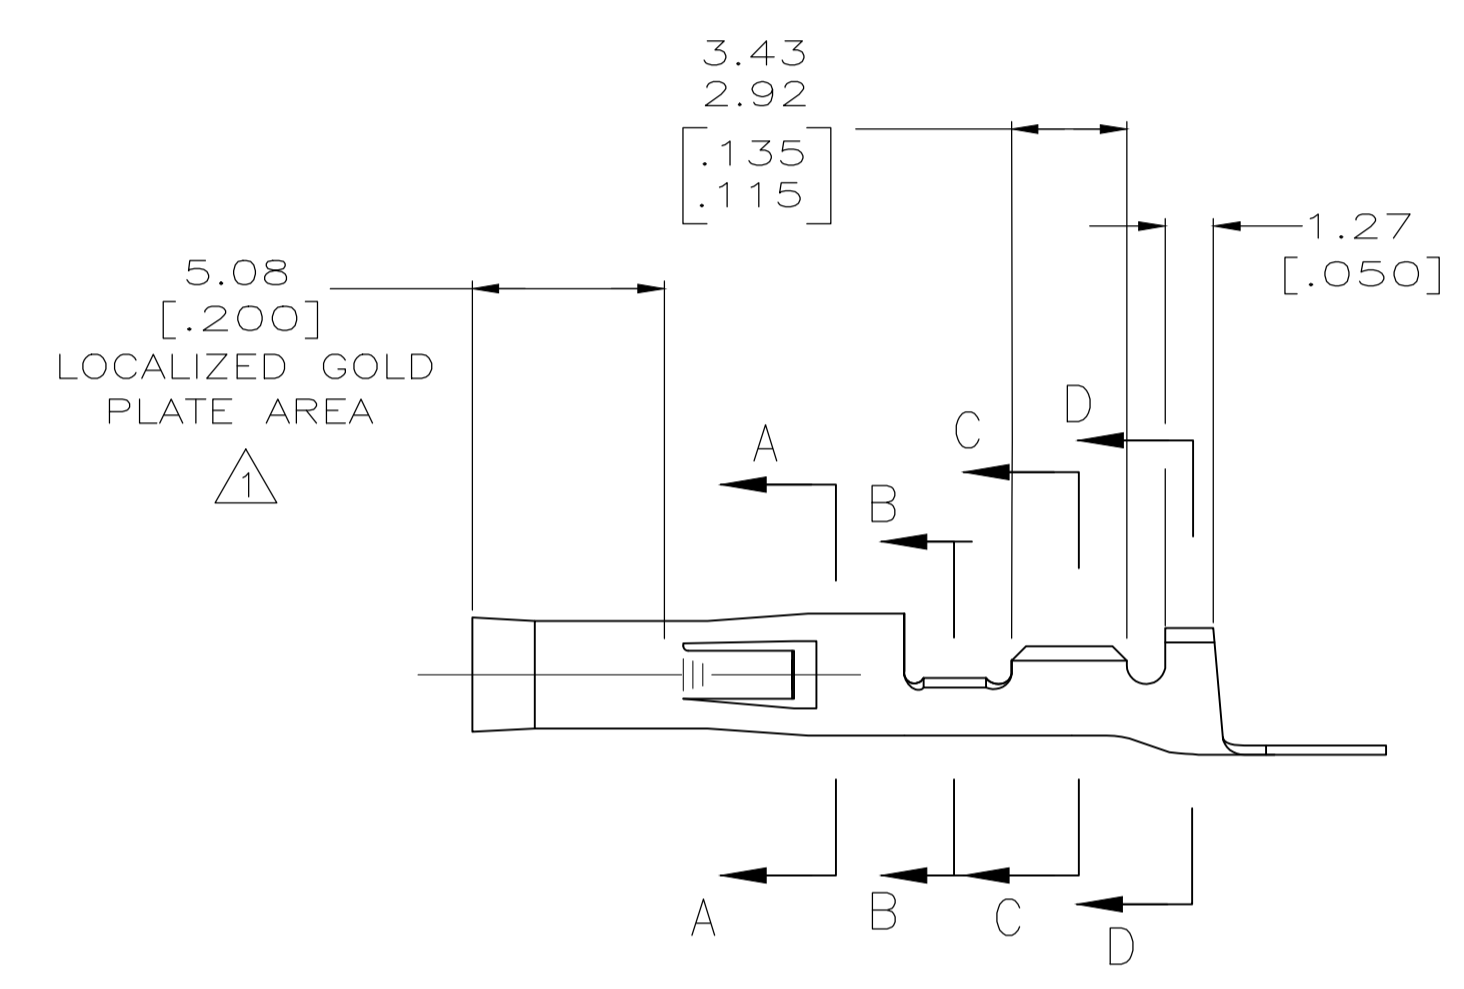 3.43
2.92
[.135
.115]
1.27
[.050]
5.08
[.200]
LOCALIZED GOLD
PLATE AREA
1
A
B
C
D
A
B
C
D